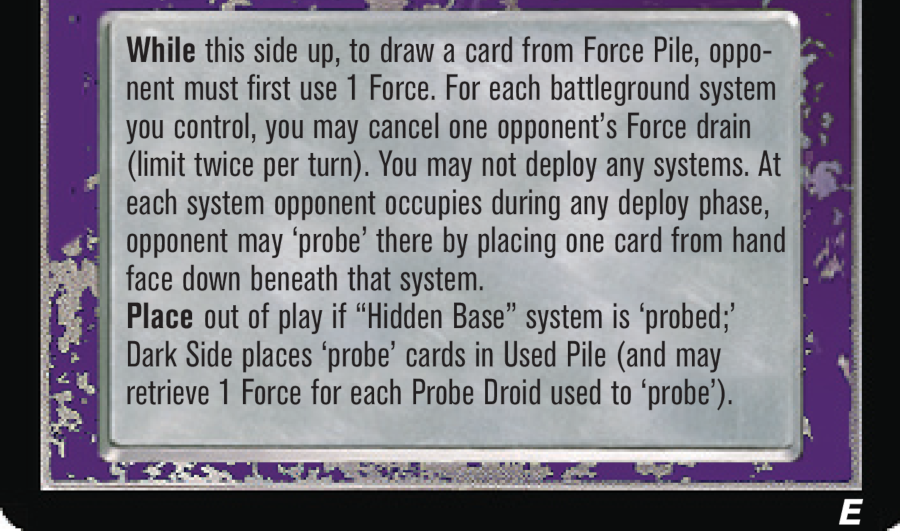 While this side up, to draw a card from Force Pile, oppo-
nent must first use 1 Force. For each battleground system
you control, you may cancel one opponent's Force drain
(limit twice per turn). You may not deploy any systems. At
each system opponent occupies during any deploy phase,
opponent may ‘probe’ there by placing one card from hand
face down beneath that system.
Place out of play if “Hidden Base” system is ‘probed;’
Dark Side places ‘probe’ cards in Used Pile (and may
retrieve 1 Force for each Probe Droid used to ‘probe’).
E